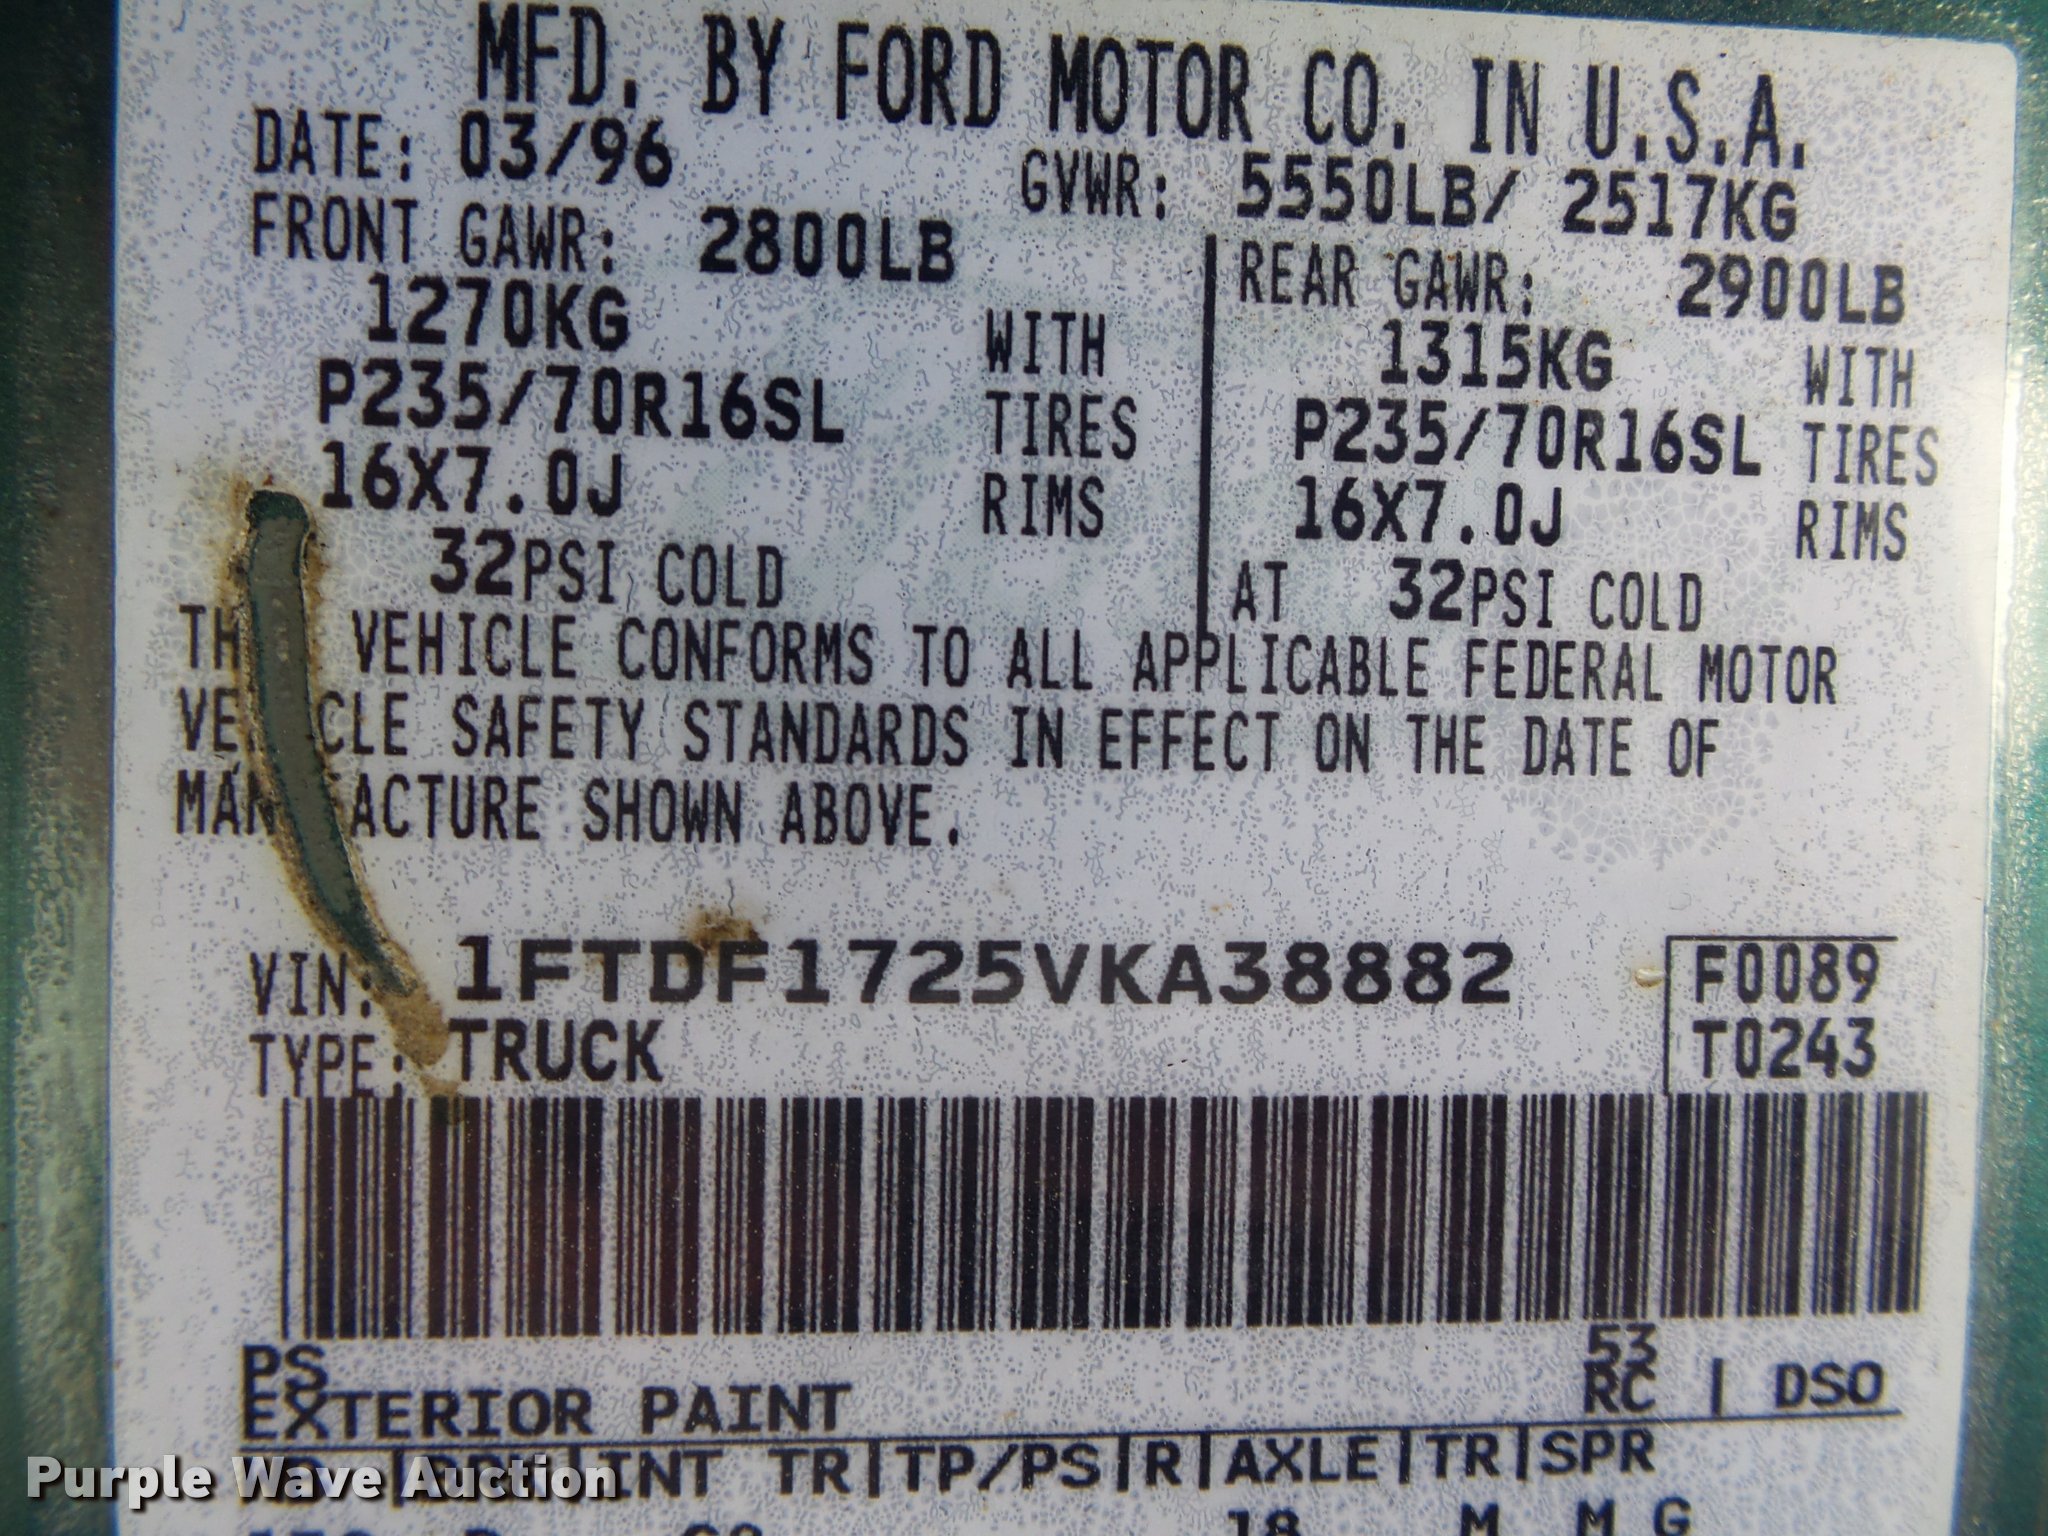 MFD. BY FORD MOTOR CO. IN U.S.A.
DATE: 03/96 GVWR: 5550LB/ 2517KG
FRONT GAWR: 2800LB
1270KG WITH
P235/70R16SL TIRES
16X7.0J RIMS
32PSI COLD
REAR GAWR: 2900LB
1315KG WITH
P235/70R16SL TIRES
16X7.0J RIMS
AT 32PSI COLD
VEHICLE CONFORMS TO ALL APPLICABLE FEDERAL MOTOR
SAFETY STANDARDS IN EFFECT ON THE DATE OF
SHOWN ABOVE.
VIN: 1FTDF1725VKA38882
TYPE: TRUCK
F0089
T0243
PS 53
EXTERIOR PAINT RC | DSO
INT TR | TP/PS | R | AXLE | TR | SPR
18 M M G
Purple Wave Auction